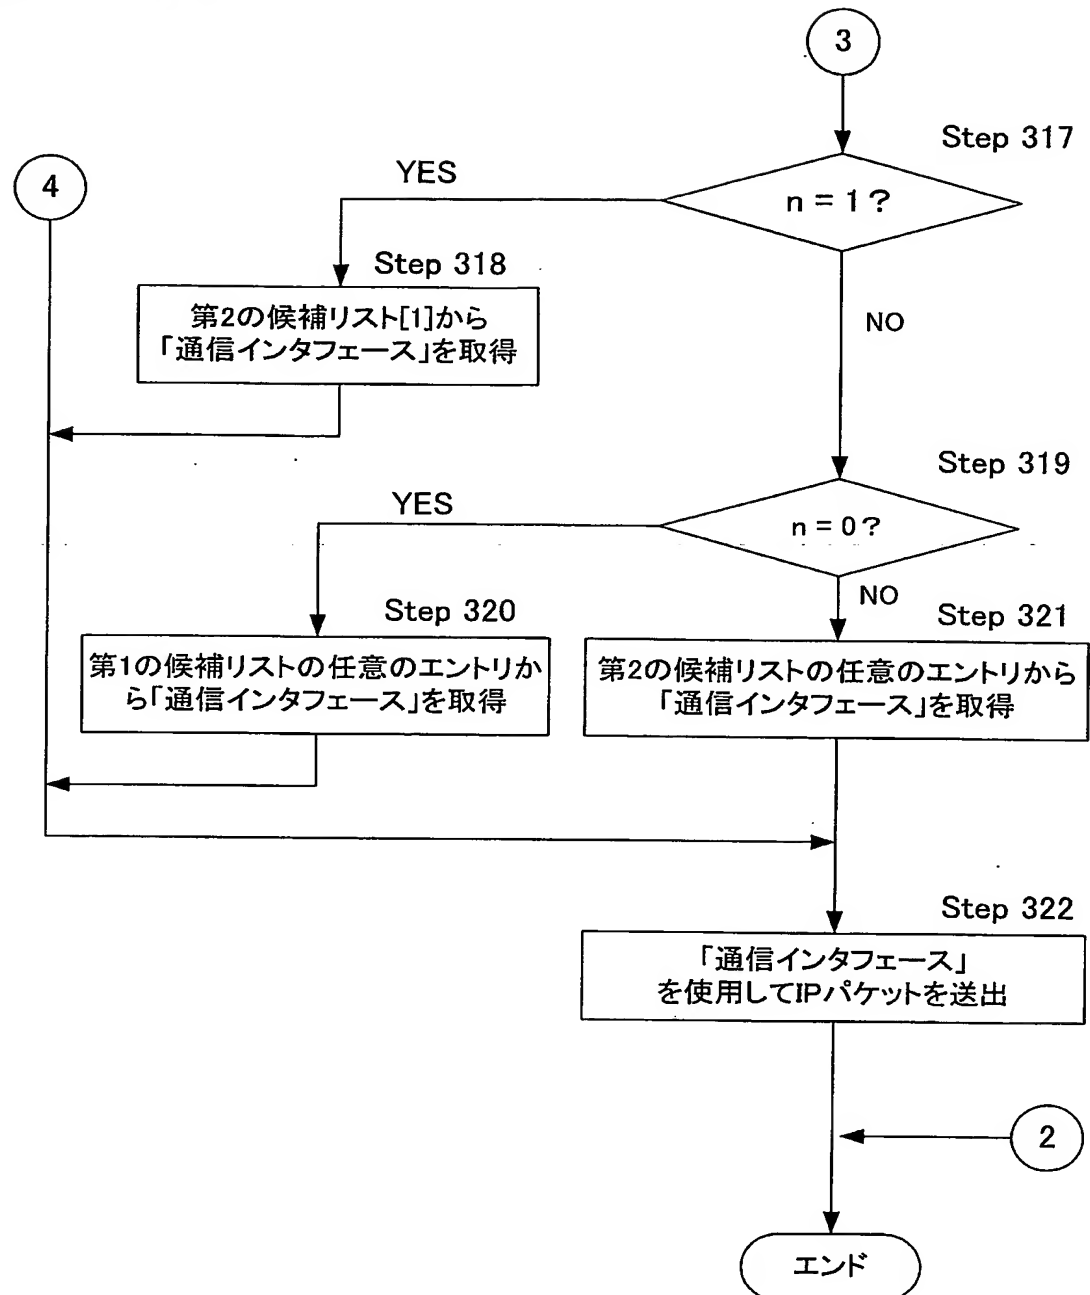 3
Step 317
4
YES
n = 1?
Step 318
第2の候補リスト[1]から
「通信インタフェース」を取得
NO
Step 319
YES
n = 0?
NO
Step 320
Step 321
第1の候補リストの任意のエントリか
ら「通信インタフェース」を取得
第2の候補リストの任意のエントリから
「通信インタフェース」を取得
Step 322
「通信インタフェース」
を使用してIPパケットを送出
2
エンド